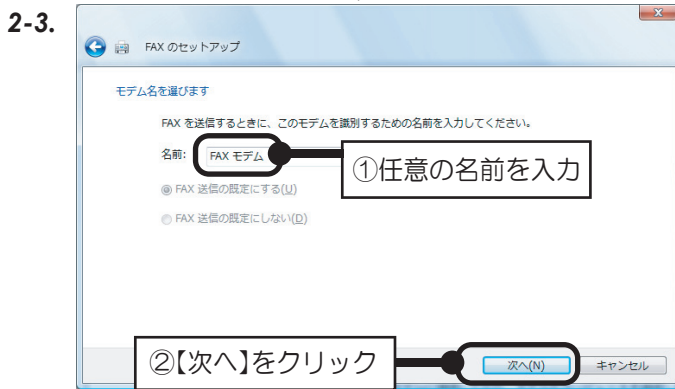 2-3.
FAX のセットアップ
モデム名を選びます
FAX を送信するときに、このモデムを識別するための名前を入力してください。
名前: FAX モデム
①任意の名前を入力
FAX 送信の既定にする(U)
FAX 送信の既定にしない(D)
②【次へ】をクリック
次へ(N) キャンセル